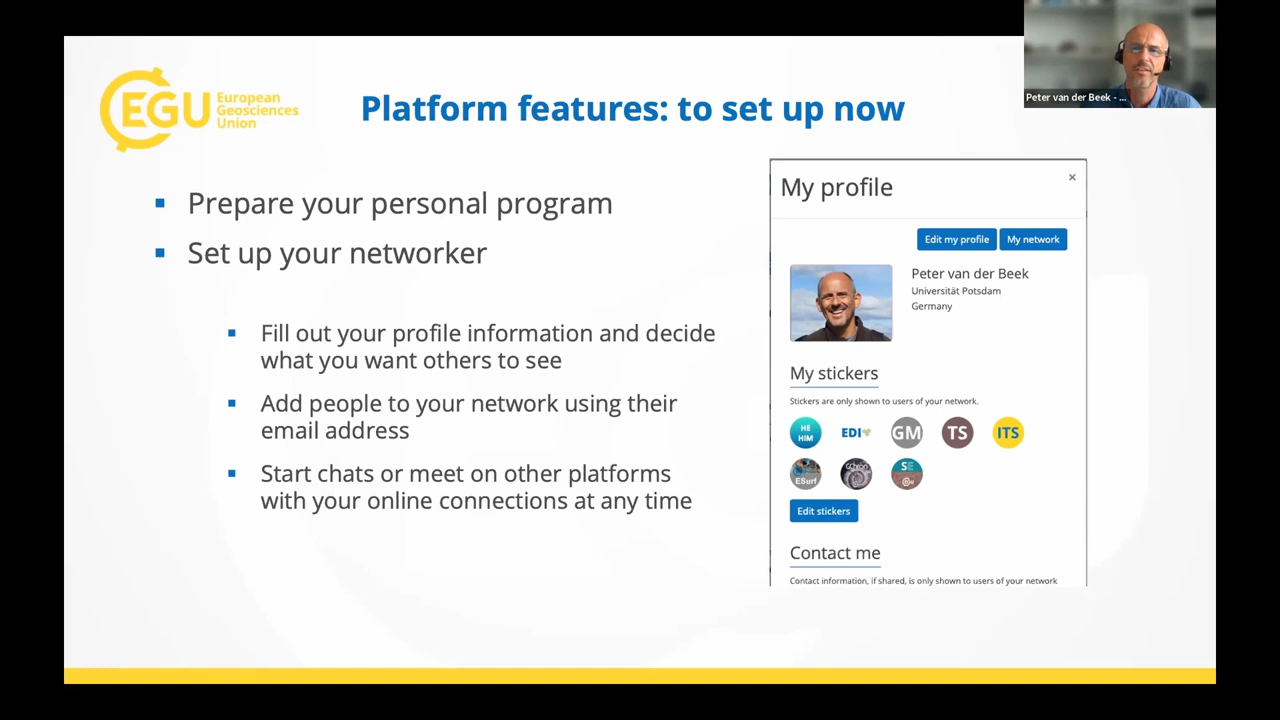 Peter van der Beek - ...
EGU
European
Geosciences
Union
Platform features: to set up now
Prepare your personal program
Set up your networker
Fill out your profile information and decide
what you want others to see
Add people to your network using their
email address
Start chats or meet on other platforms
with your online connections at any time
My profile
×
Edit my profile
My network
Peter van der Beek
Universität Potsdam
Germany
My stickers
Stickers are only shown to users of your network.
HE
HIM
EDI
GM
TS
ITS
ESurf
SE
EGU
Edit stickers
Contact me
Contact information, if shared, is only shown to users of your network